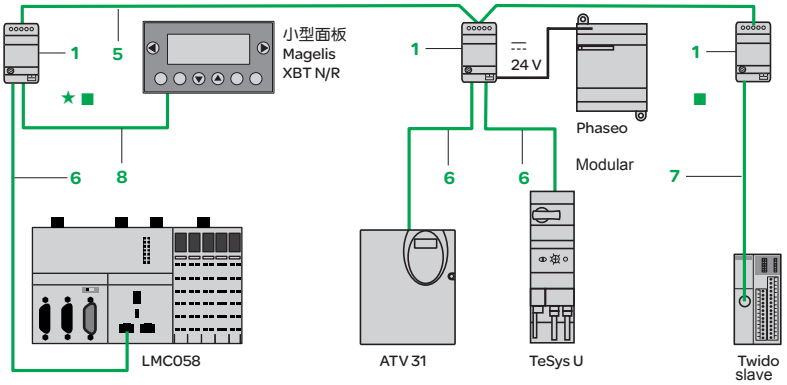 1
5
小型面板
Magelis
XBT N/R
1
24 V
1
Phaseo
Modular
6
8
6
6
7
LMC058
ATV 31
TeSys U
Twido
slave